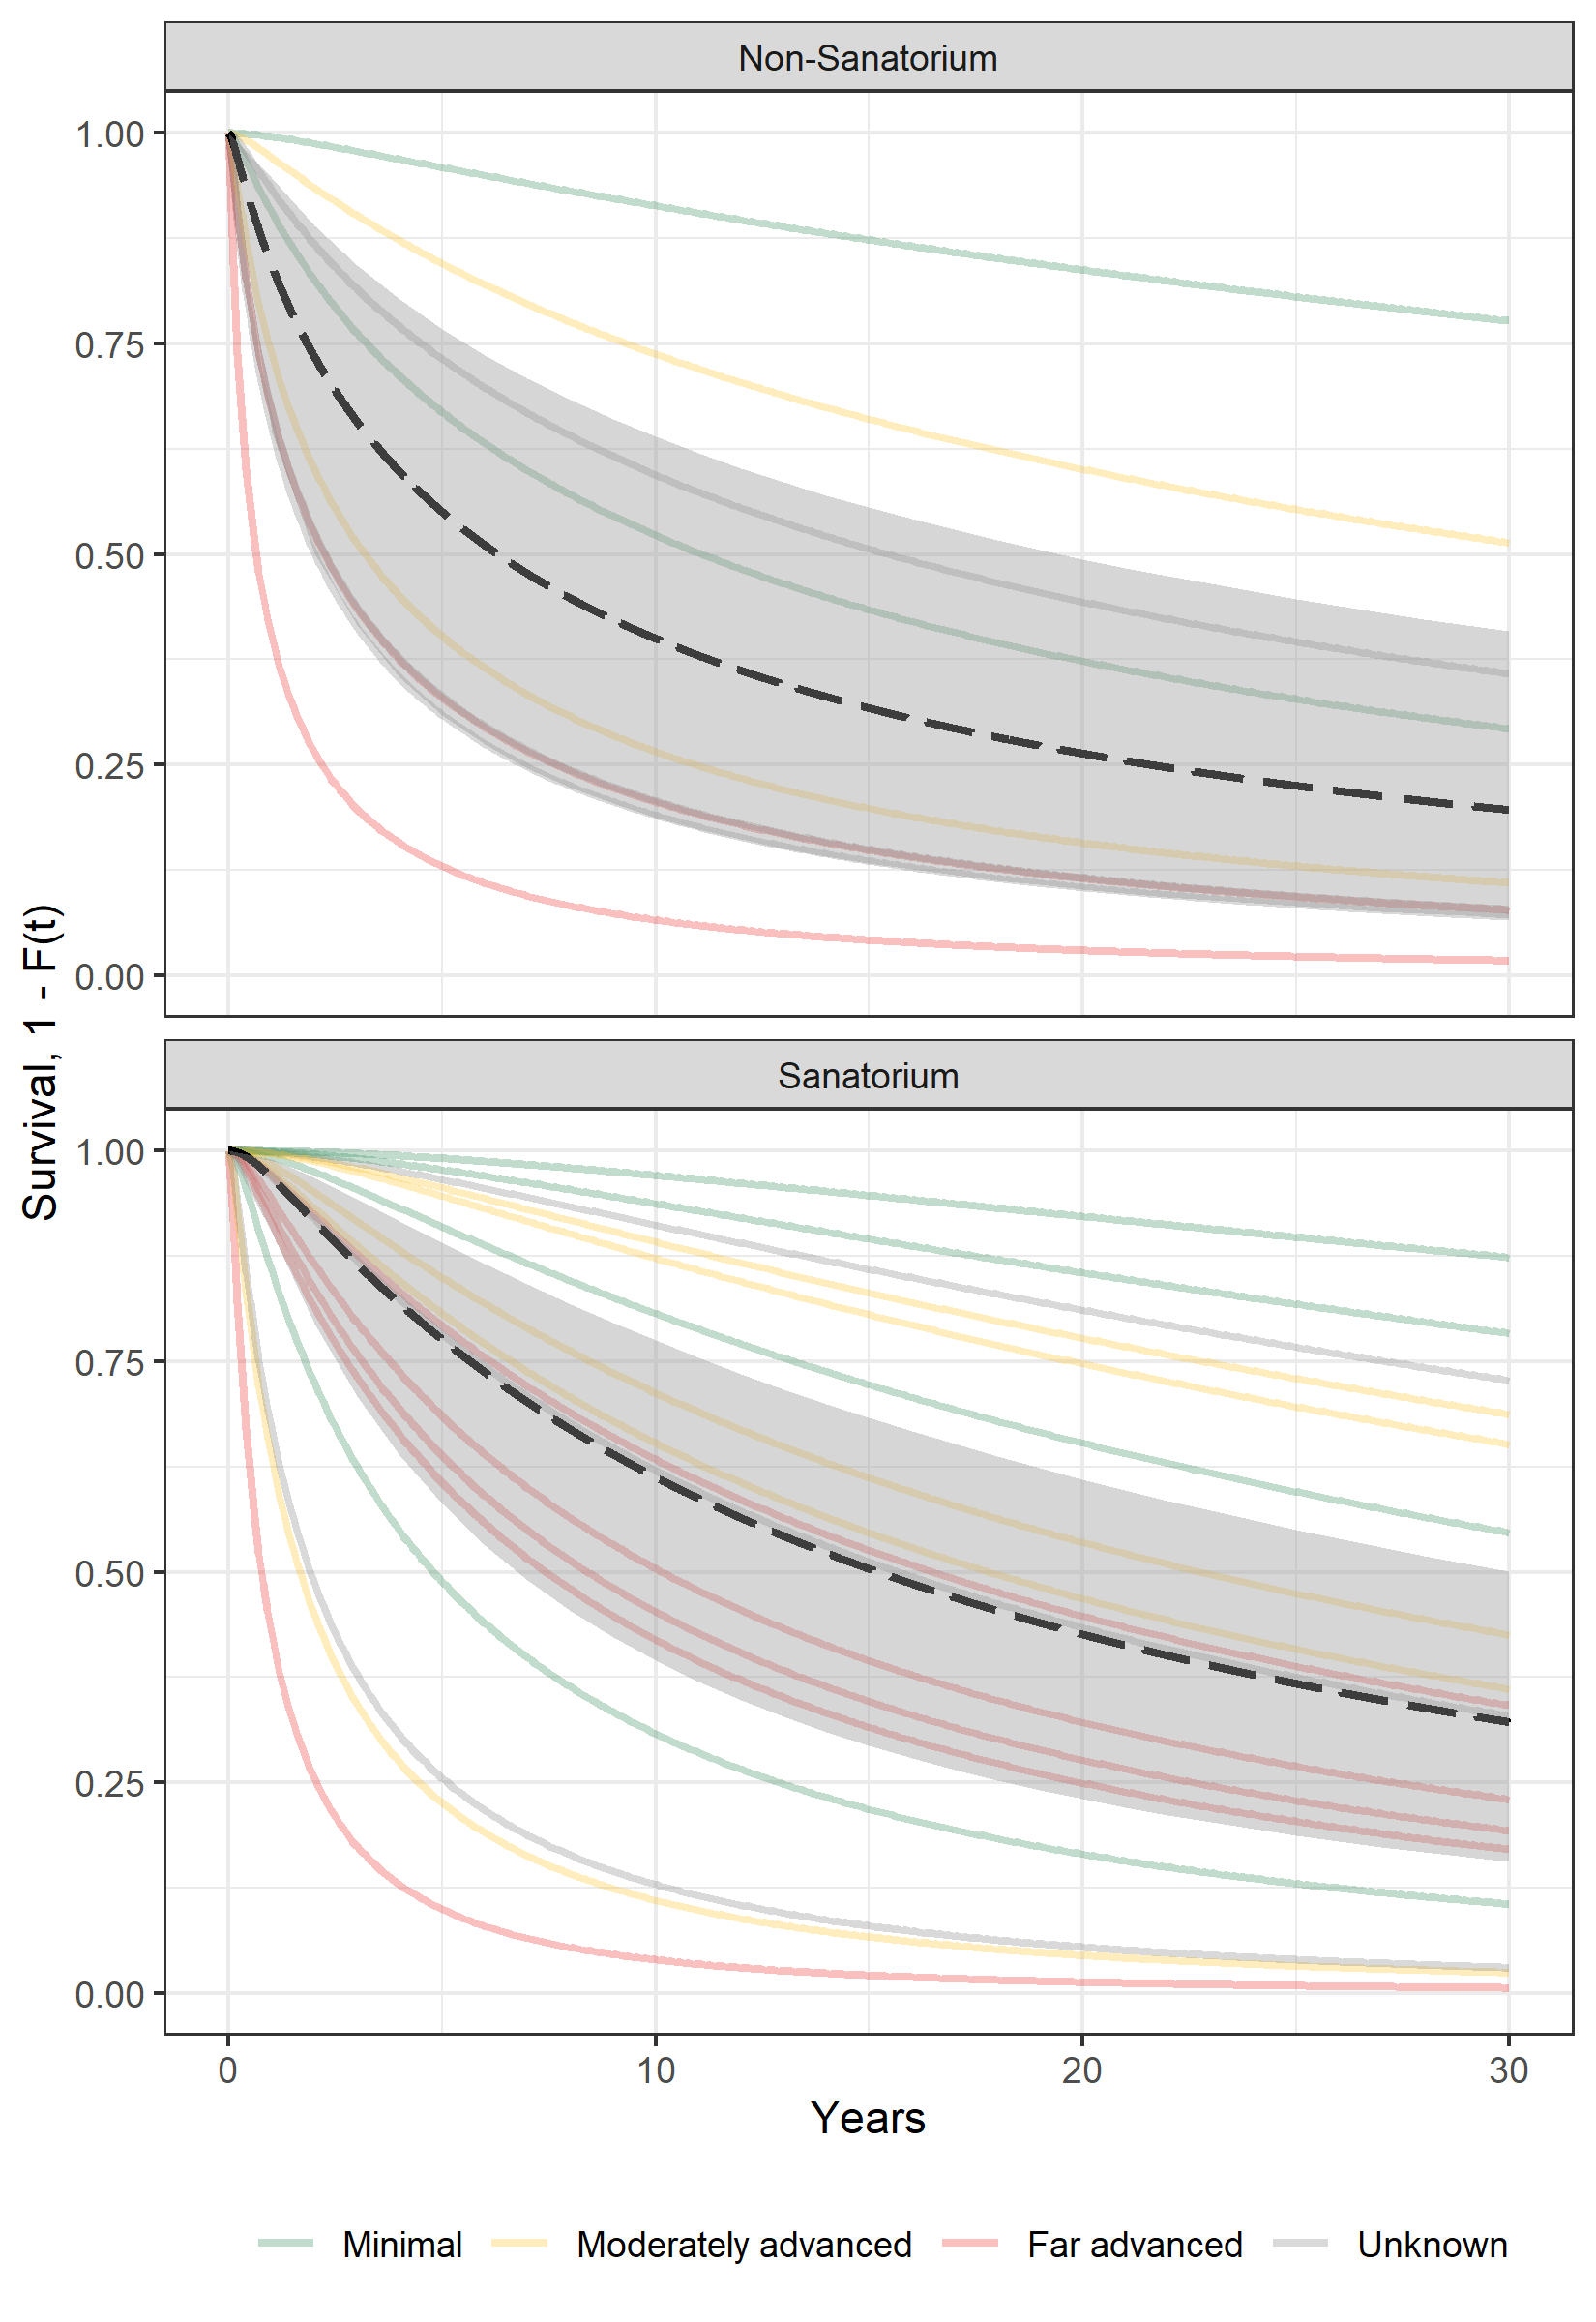 Non-Sanatorium
1.00
0.75
0.50
0.25
0.00
Survival, 1 - F(t)
Sanatorium
1.00
0.75
0.50
0.25
0.00
0 10 20 30
Years
Minimal Moderately advanced Far advanced Unknown